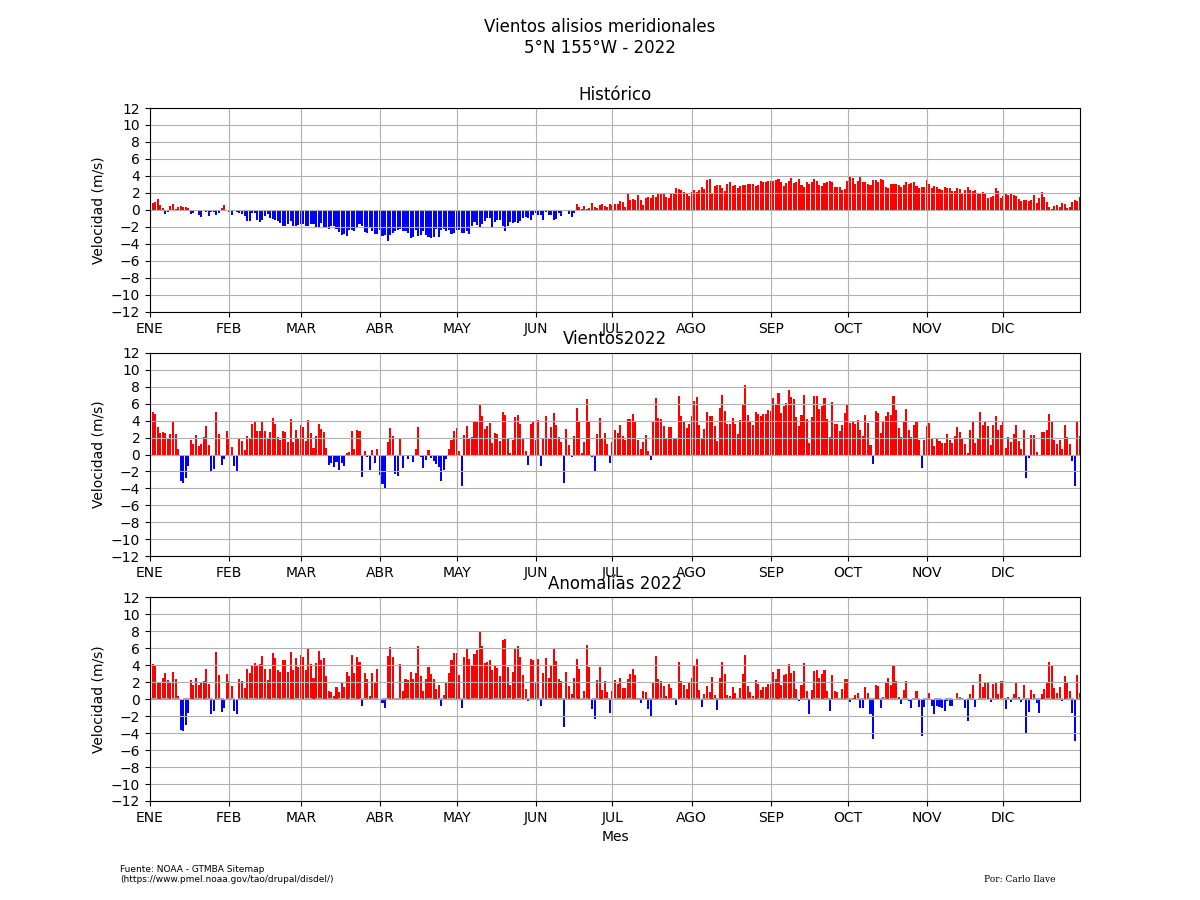 Vientos alisios meridionales
5°N 155°W - 2022
Histórico
12
10
8
6
4
2
0
−2
−4
−6
−8
−10
−12
Velocidad (m/s)
ENE FEB MAR ABR MAY JUN JUL AGO SEP OCT NOV DIC
Vientos2022
12
10
8
6
4
2
0
−2
−4
−6
−8
−10
−12
Velocidad (m/s)
ENE FEB MAR ABR MAY JUN JUL AGO SEP OCT NOV DIC
Anomalías 2022
12
10
8
6
4
2
0
−2
−4
−6
−8
−10
−12
Velocidad (m/s)
ENE FEB MAR ABR MAY JUN JUL AGO SEP OCT NOV DIC
Mes
Fuente: NOAA - GTMBA Sitemap
(https://www.pmel.noaa.gov/tao/drupal/disdel/)
Por: Carlo Ilave